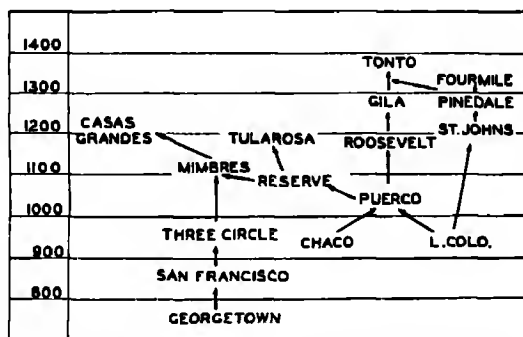 1400
TONTO
FOURMILE
1300
GILA
PINEDALE
CASAS
GRANDES
1200
TULAROSA
ROOSEVELT
ST. JOHNS
MIMBRES
1100
RESERVE
PUERCO
1000
THREE CIRCLE
CHACO
L. COLO.
900
SAN FRANCISCO
800
GEORGETOWN